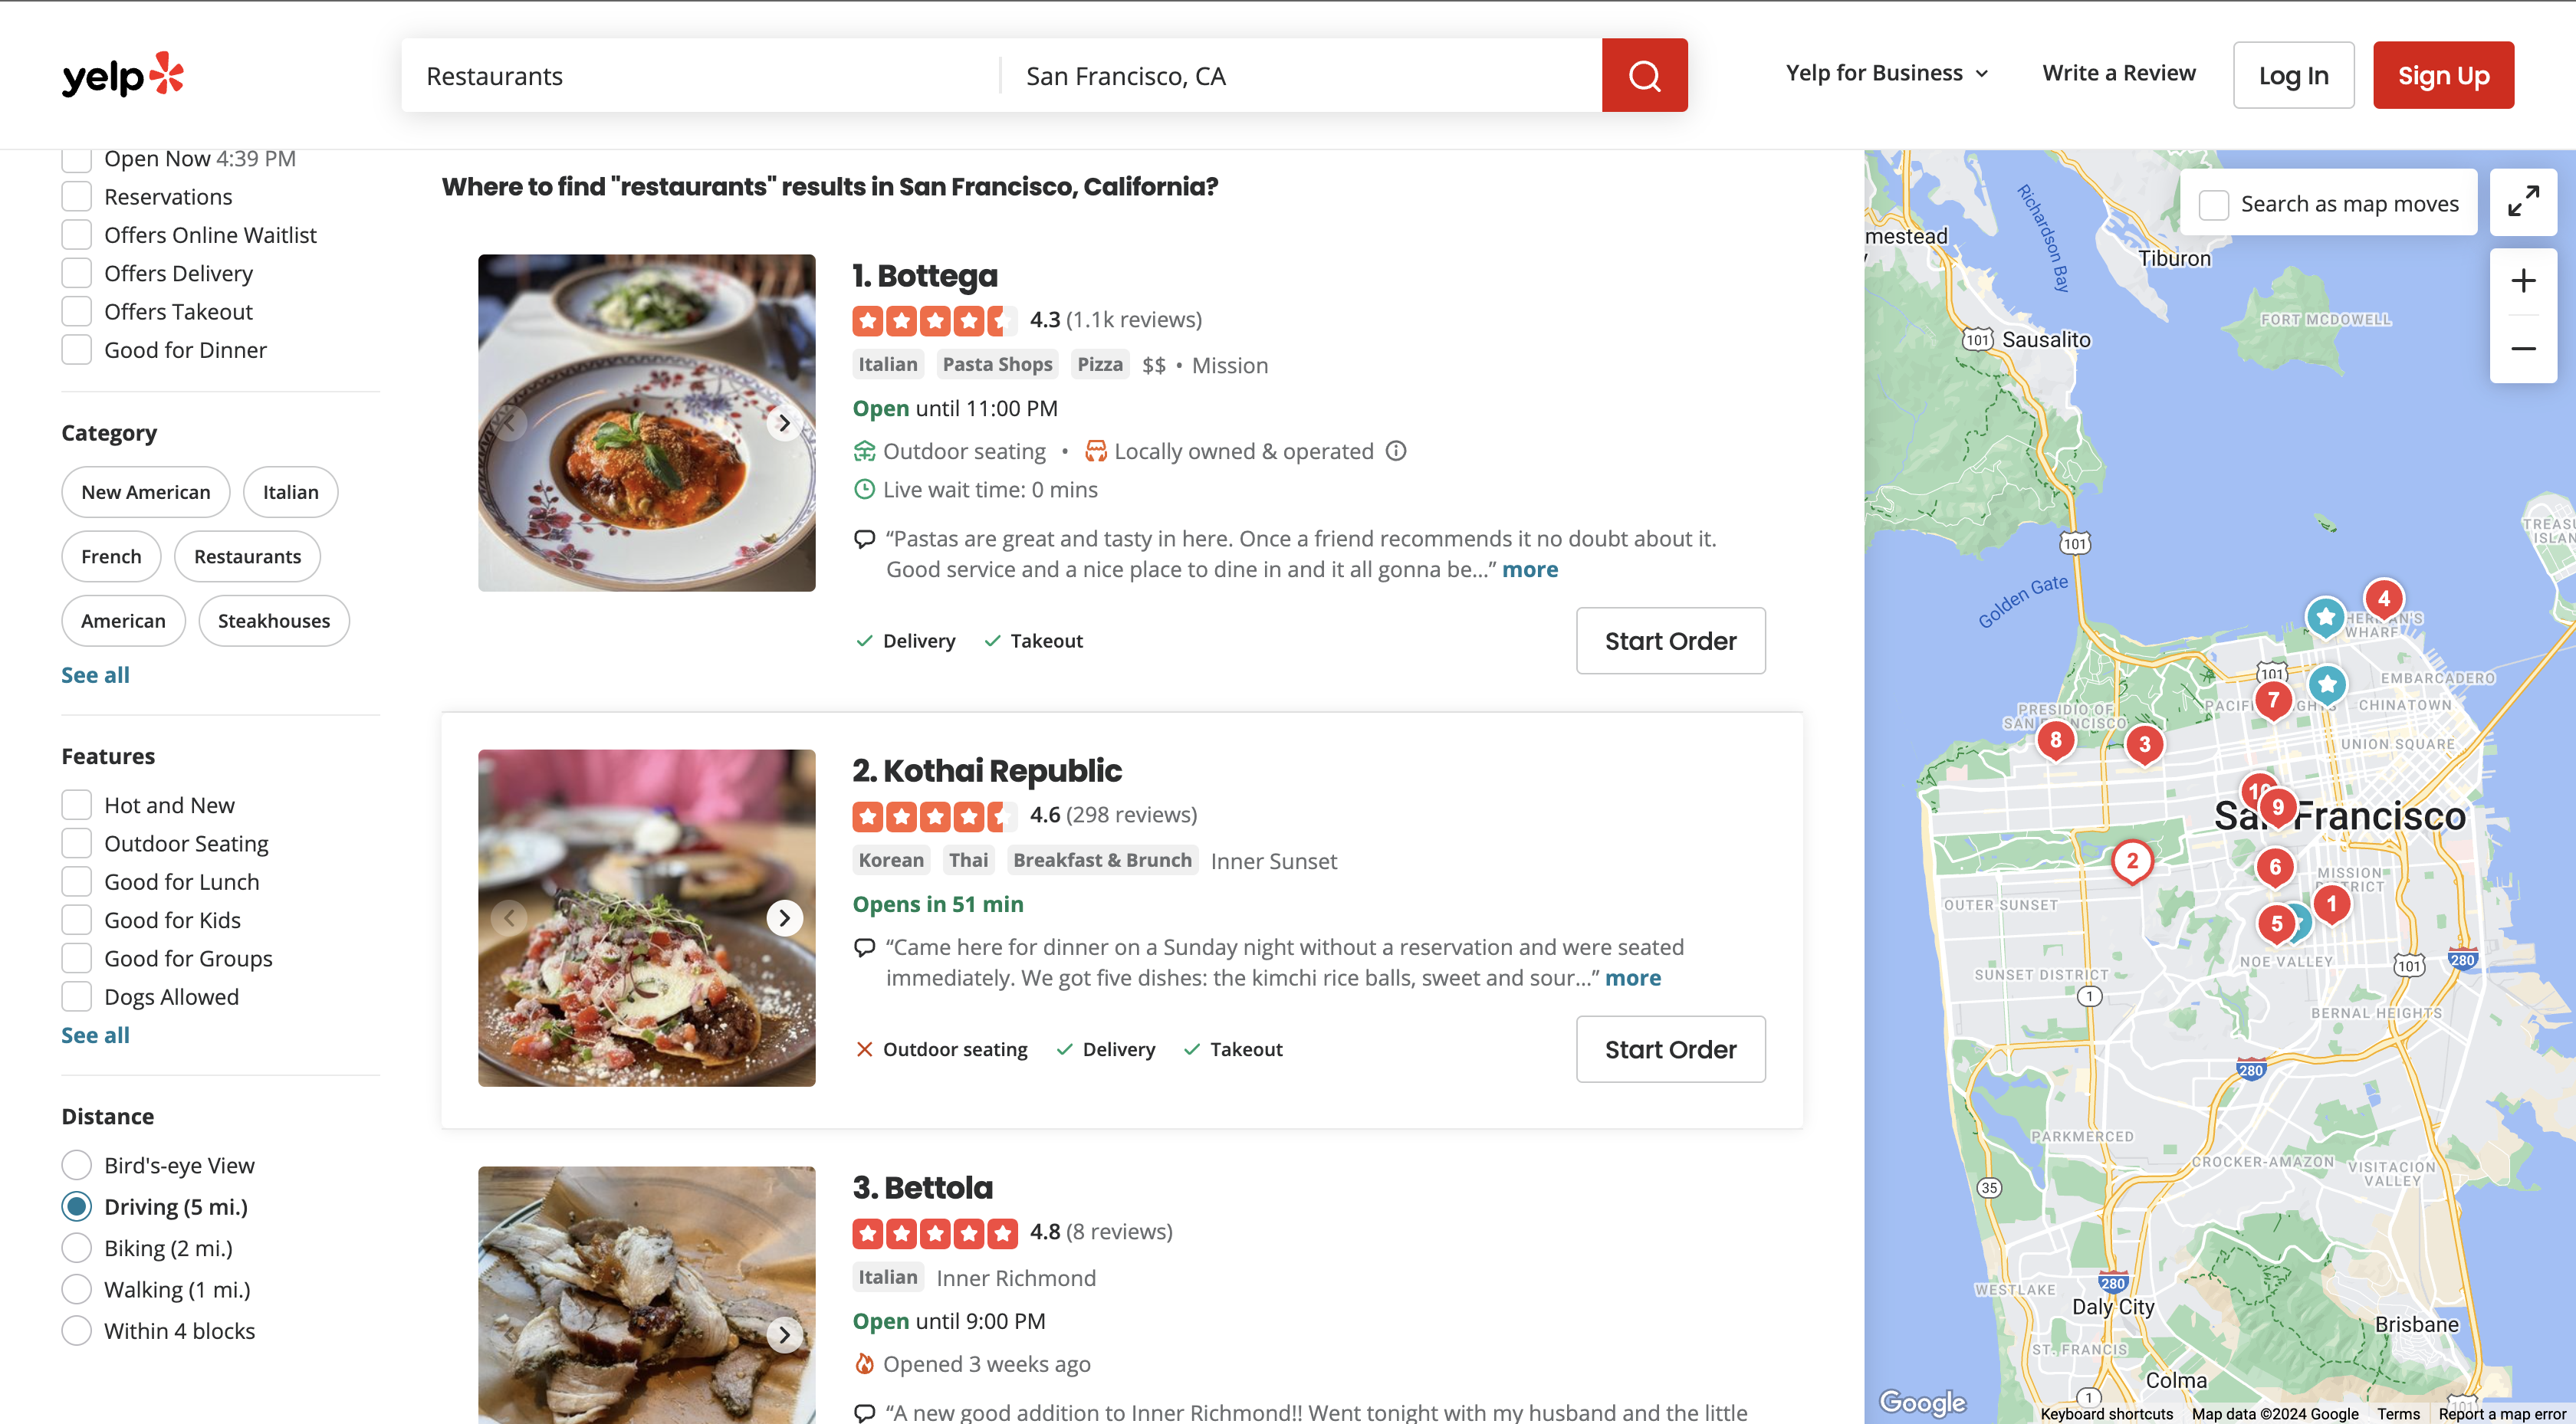 yelp
Restaurants
San Francisco, CA
Yelp for Business
Write a Review
Log In
Sign Up
Open Now 4:39 PM
Reservations
Offers Online Waitlist
Offers Delivery
Offers Takeout
Good for Dinner
Category
New American
Italian
French
Restaurants
American
Steakhouses
See all
Features
Hot and New
Outdoor Seating
Good for Lunch
Good for Kids
Good for Groups
Dogs Allowed
See all
Distance
Bird's-eye View
Driving (5 mi.)
Biking (2 mi.)
Walking (1 mi.)
Within 4 blocks
Where to find "restaurants" results in San Francisco, California?
1. Bottega
4.3 (1.1k reviews)
Italian Pasta Shops Pizza $$ • Mission
Open until 11:00 PM
Outdoor seating • Locally owned & operated
Live wait time: 0 mins
“Pastas are great and tasty in here. Once a friend recommends it no doubt about it.
Good service and a nice place to dine in and it all gonna be…” more
Delivery Takeout
Start Order
2. Kothai Republic
4.6 (298 reviews)
Korean Thai Breakfast & Brunch Inner Sunset
Opens in 51 min
“Came here for dinner on a Sunday night without a reservation and were seated
immediately. We got five dishes: the kimchi rice balls, sweet and sour…” more
Outdoor seating Delivery Takeout
Start Order
3. Bettola
4.8 (8 reviews)
Italian Inner Richmond
Open until 9:00 PM
Opened 3 weeks ago
“A new good addition to Inner Richmond!! Went tonight with my husband and the little
Search as map moves
mestead
Richardson Bay
Tiburon
FORT MCDOWELL
101
Sausalito
101
Golden Gate
4
WHARF
101
EMBARCADERO
7
CHINATOWN
PRESIDIO OF
8
3
UNION SQUARE
10
9
Francisco
2
6
MISSION
OUTER SUNSET
1
5
NOE VALLEY
101
280
SUNSET DISTRICT
1
BERNAL HEIGHTS
280
PARKMERCED
CROCKER-AMAZON
VISITACION
VALLEY
35
280
WESTLAKE
Daly City
Brisbane
ST. FRANCIS
Colma
1
101
Google
Keyboard shortcuts
Map data ©2024 Google
Terms
Report a map error